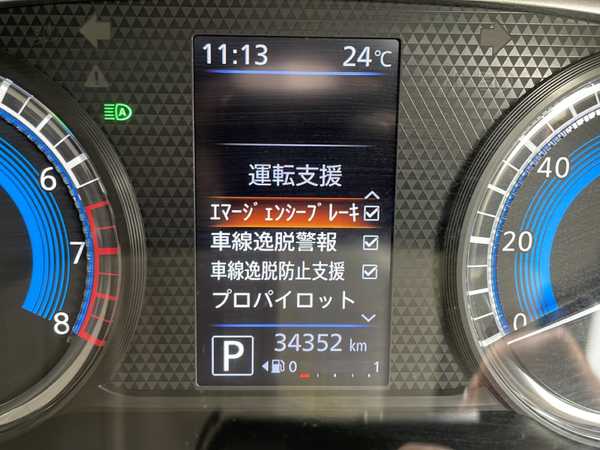 11:13 24℃
A
運転支援
エマージェンシーブレーキ
車線逸脱警報
車線逸脱防止支援
プロパイロット
34352 km
P
0 1
6
7
8
40
20
0